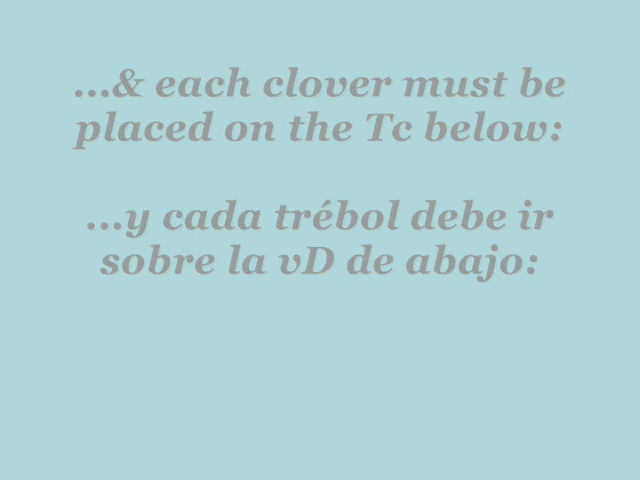 ...& each clover must be
placed on the Tc below:
...y cada trébol debe ir
sobre la vD de abajo: